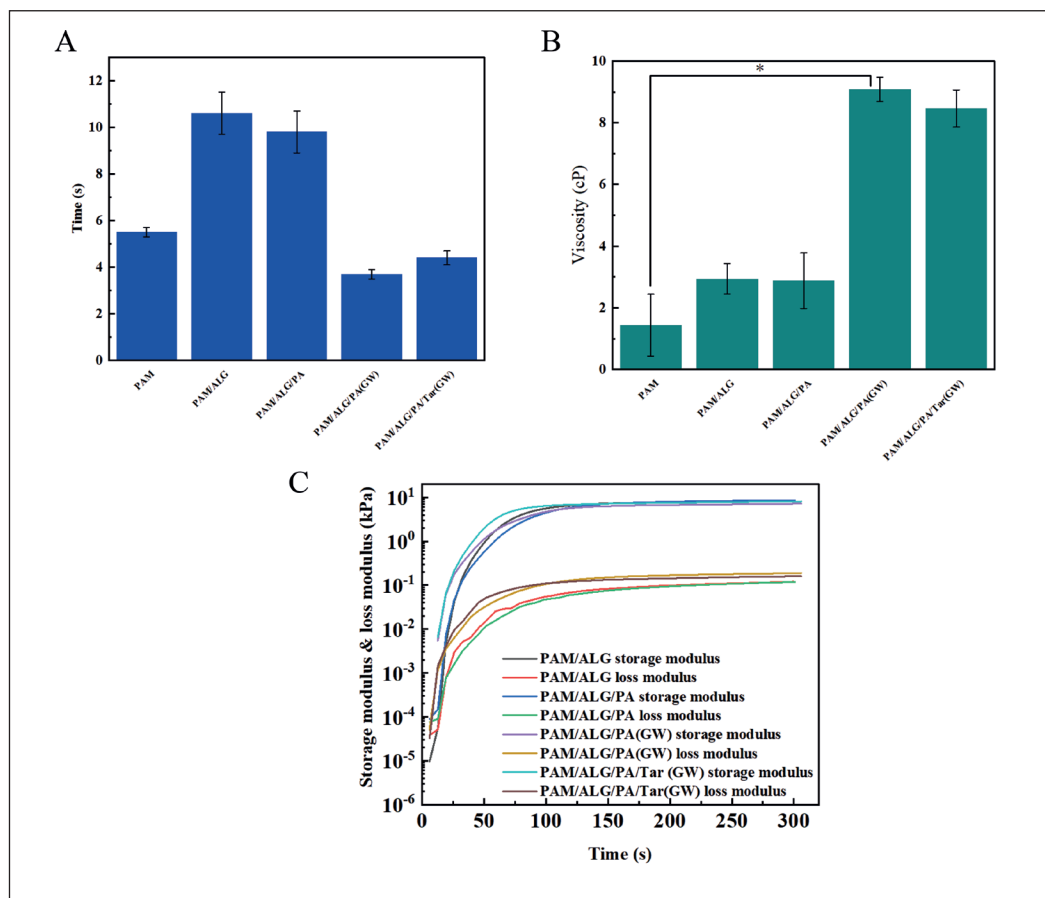 A
Time (s)
12
10
8
6
4
2
0
PAM
PAM/ALG
PAM/ALG/PA
PAM/ALG/PA(GW)
PAM/ALG/PA/Tar(GW)
B
Viscosity (cP)
10
8
6
4
2
0
*
PAM
PAM/ALG
PAM/ALG/PA
PAM/ALG/PA(GW)
PAM/ALG/PA/Tar(GW)
C
Storage modulus & loss modulus (kPa)
10¹
10⁰
10⁻¹
10⁻²
10⁻³
10⁻⁴
10⁻⁵
10⁻⁶
PAM/ALG storage modulus
PAM/ALG loss modulus
PAM/ALG/PA storage modulus
PAM/ALG/PA loss modulus
PAM/ALG/PA(GW) storage modulus
PAM/ALG/PA(GW) loss modulus
PAM/ALG/PA/Tar (GW) storage modulus
PAM/ALG/PA/Tar(GW) loss modulus
0 50 100 150 200 250 300
Time (s)